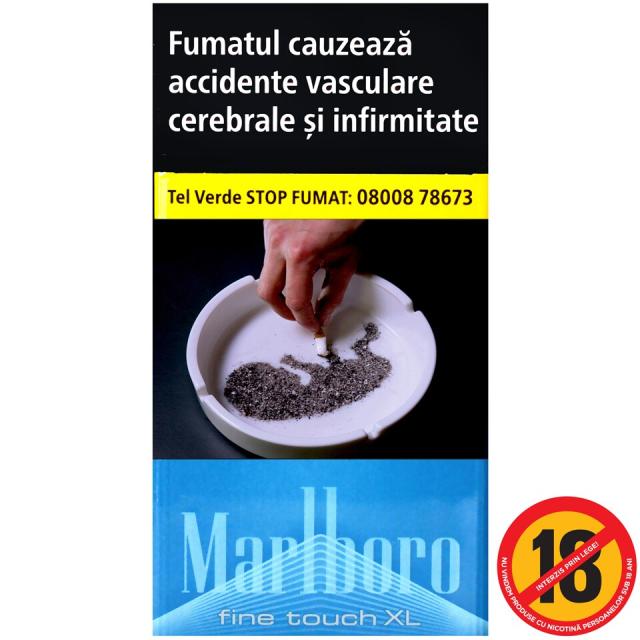 Fumatul cauzează
accidente vasculare
cerebrale și infirmitate
Tel Verde STOP FUMAT: 08008 78673
Marlboro
fine touch XL
18
INTERZIS PRIN LEGE!
NU VINDEM PRODUSE CU NICOTINĂ PERSOANELOR SUB 18 ANI